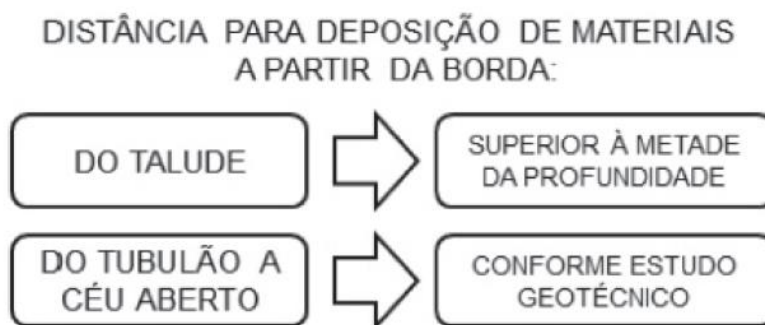 DISTÂNCIA PARA DEPOSIÇÃO DE MATERIAIS
A PARTIR DA BORDA:
DO TALUDE
SUPERIOR À METADE
DA PROFUNDIDADE
DO TUBULÃO A
CÉU ABERTO
CONFORME ESTUDO
GEOTÉCNICO